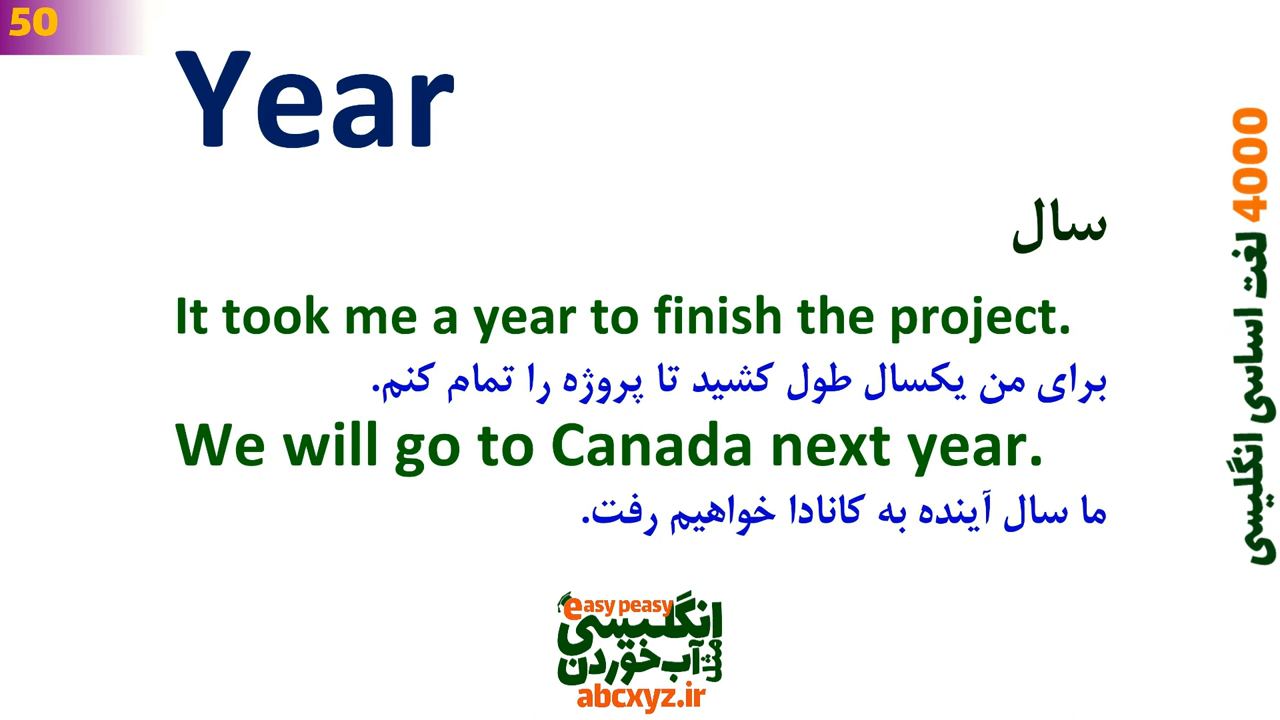 50
Year
سال
It took me a year to finish the project.
برای من یکسال طول کشید تا پروژه را تمام کنم.
We will go to Canada next year.
ما سال آینده به کانادا خواهیم رفت.
4000 لغت اساسی انگلیسی
easy peasy
انگلیسی
مثل آب خوردن
abcxyz.ir